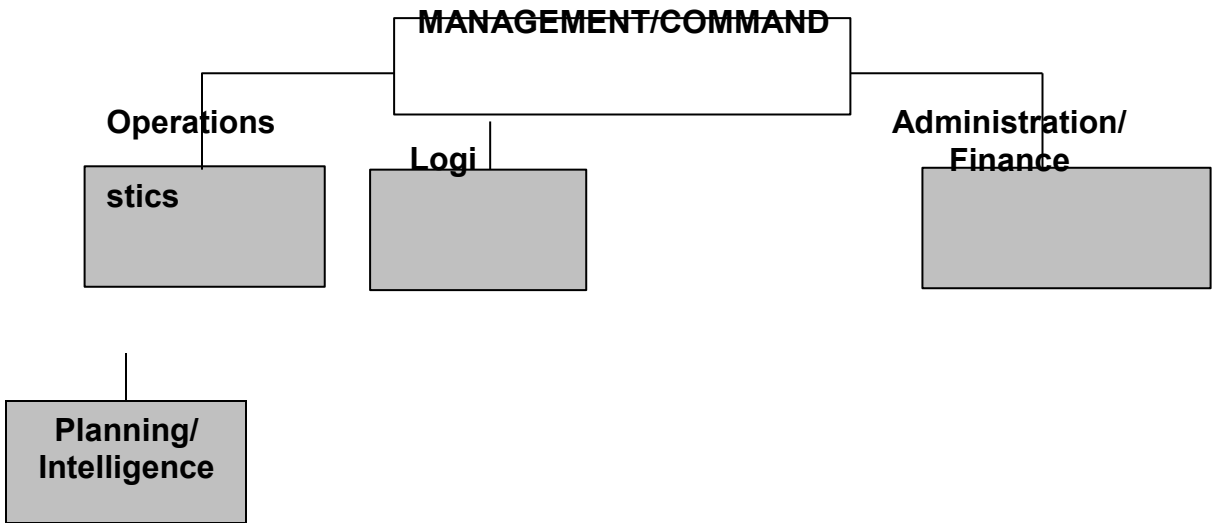 MANAGEMENT/COMMAND
Operations
Administration/
Logi
Finance
stics
Planning/
Intelligence